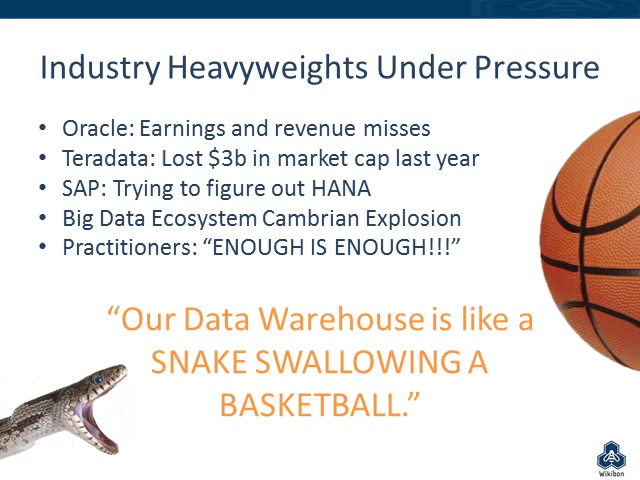 Industry Heavyweights Under Pressure
• Oracle: Earnings and revenue misses
• Teradata: Lost $3b in market cap last year
• SAP: Trying to figure out HANA
• Big Data Ecosystem Cambrian Explosion
• Practitioners: “ENOUGH IS ENOUGH!!!”
“Our Data Warehouse is like a
SNAKE SWALLOWING A
BASKETBALL.”
Wikibon